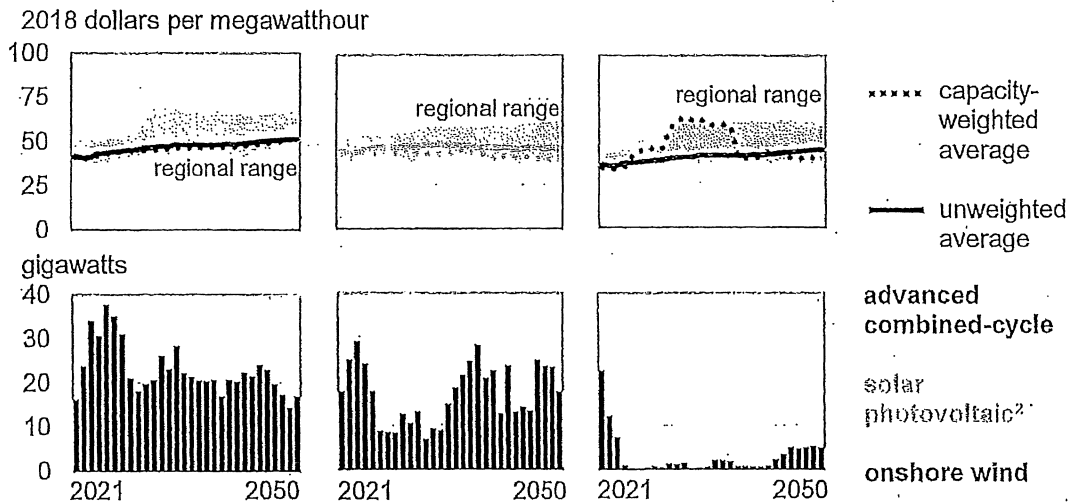 2018 dollars per megawatthour
100
75
50
25
0
regional range
regional range
regional range
capacity-
weighted
average
unweighted
average
gigawatts
40
30
20
10
0
2021 2050
2021 2050
2021 2050
advanced
combined-cycle
solar
photovoltaic²
onshore wind